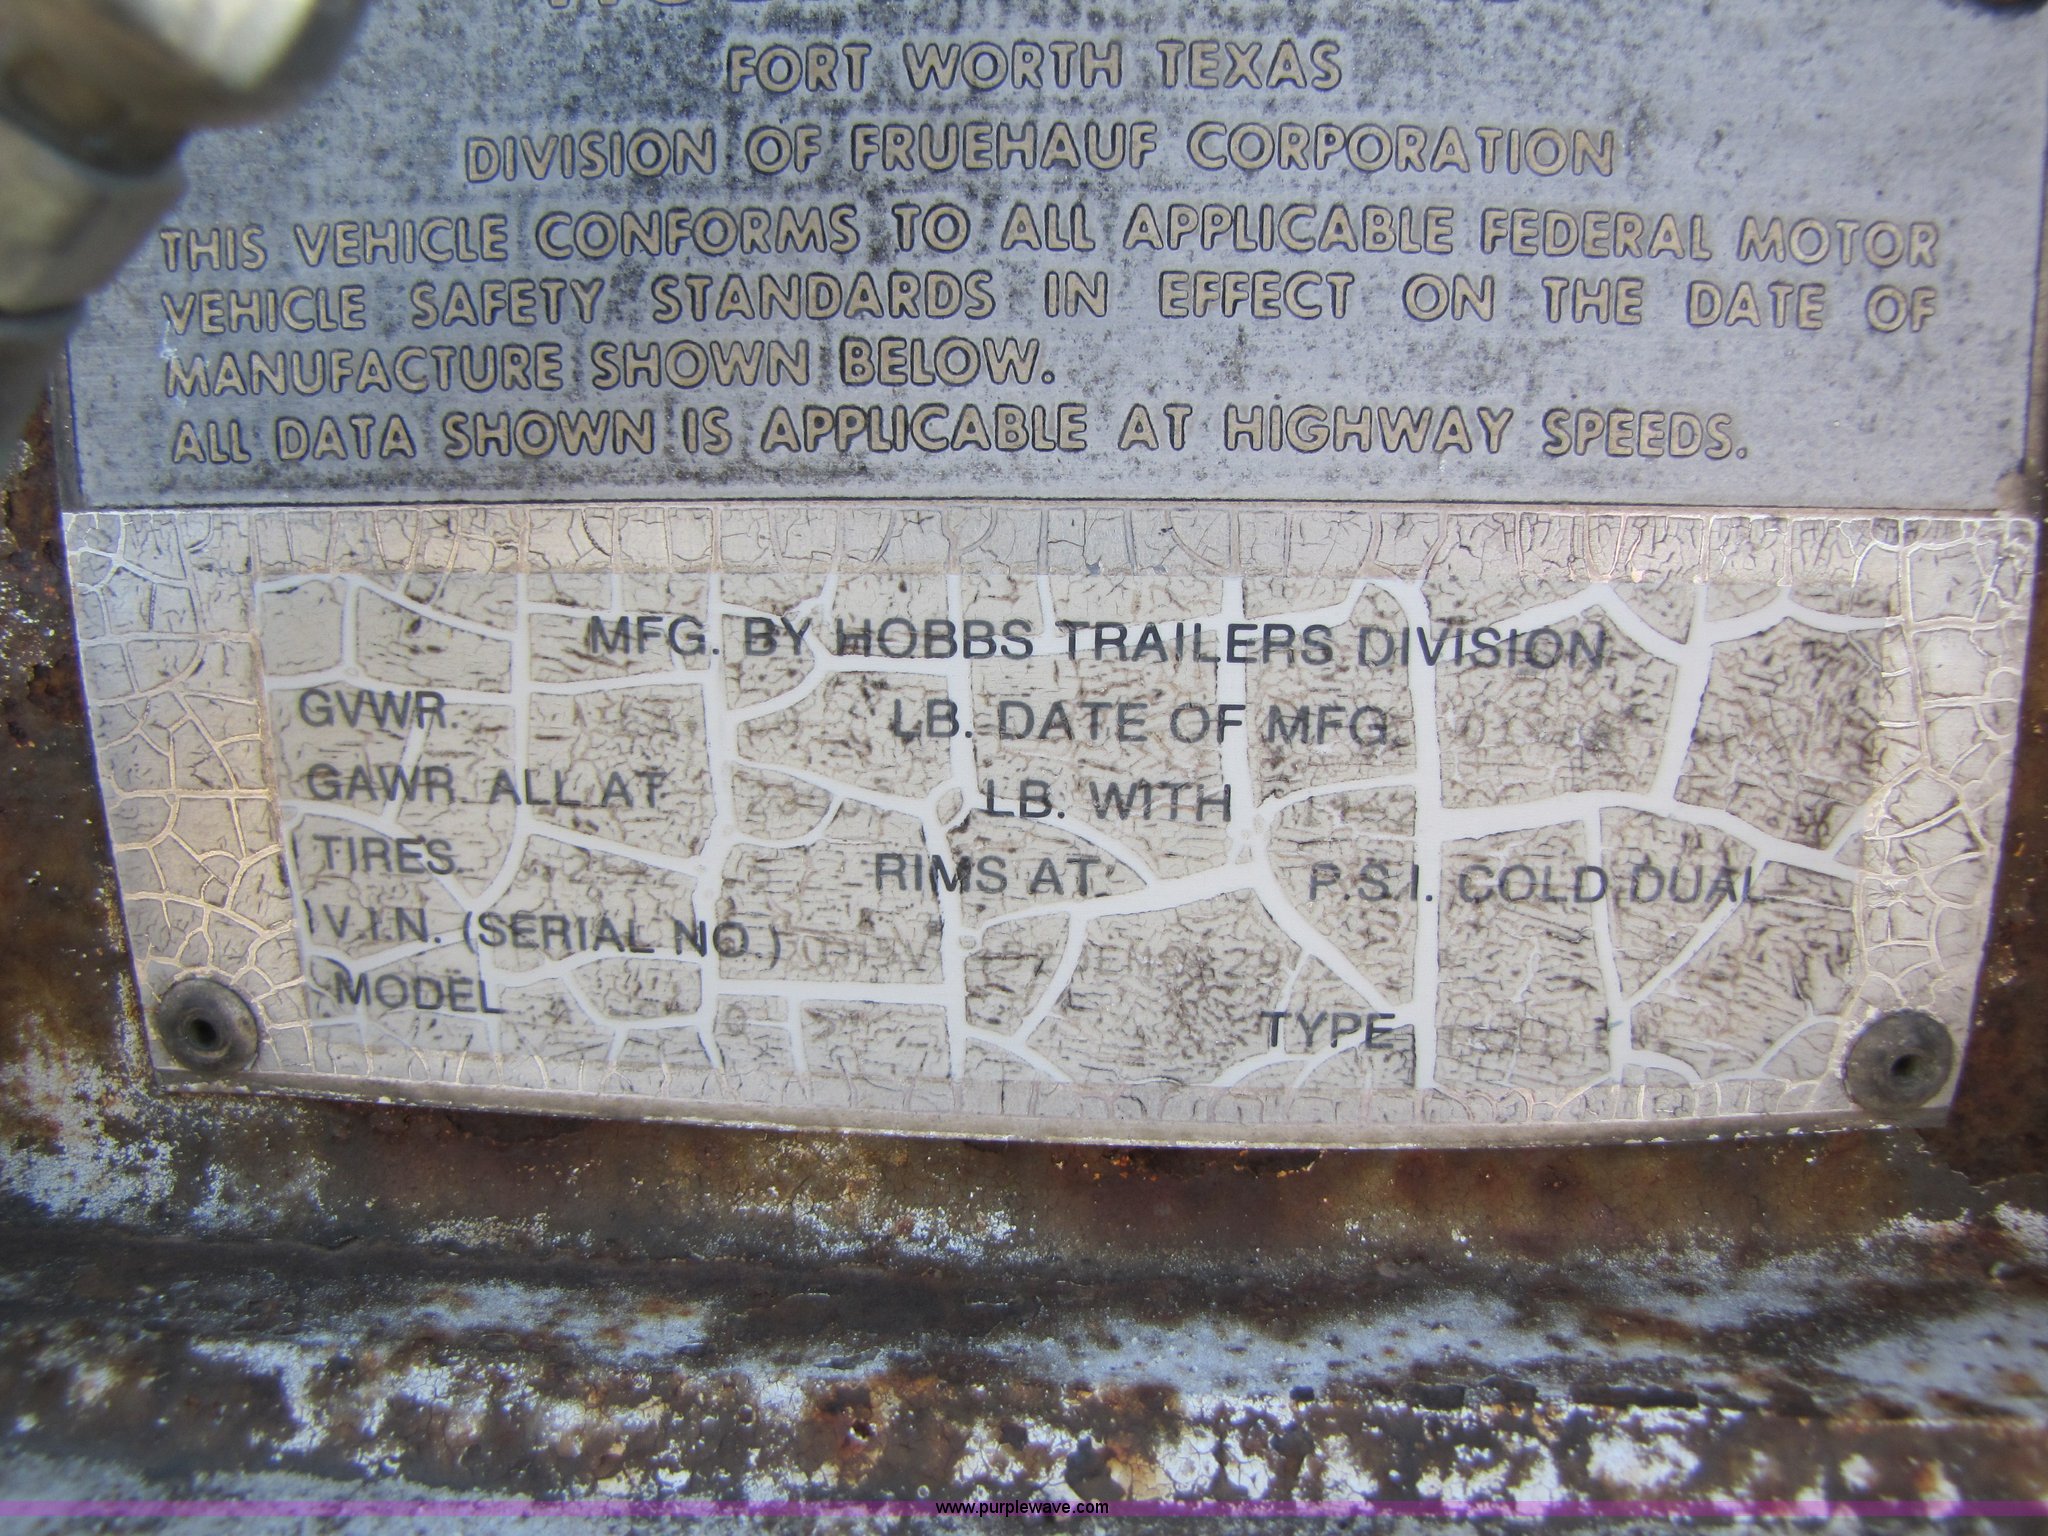 FORT WORTH TEXAS
DIVISION OF FRUEHAUF CORPORATION
THIS VEHICLE CONFORMS TO ALL APPLICABLE FEDERAL MOTOR
VEHICLE SAFETY STANDARDS IN EFFECT ON THE DATE OF
MANUFACTURE SHOWN BELOW.
ALL DATA SHOWN IS APPLICABLE AT HIGHWAY SPEEDS.
MFG. BY HOBBS TRAILERS DIVISION
GVWR. LB. DATE OF MFG.
GAWR ALL AT LB. WITH
TIRES RIMS AT P.S.I. COLD DUAL
V.I.N. (SERIAL NO.)
MODEL TYPE
www.purplewave.com